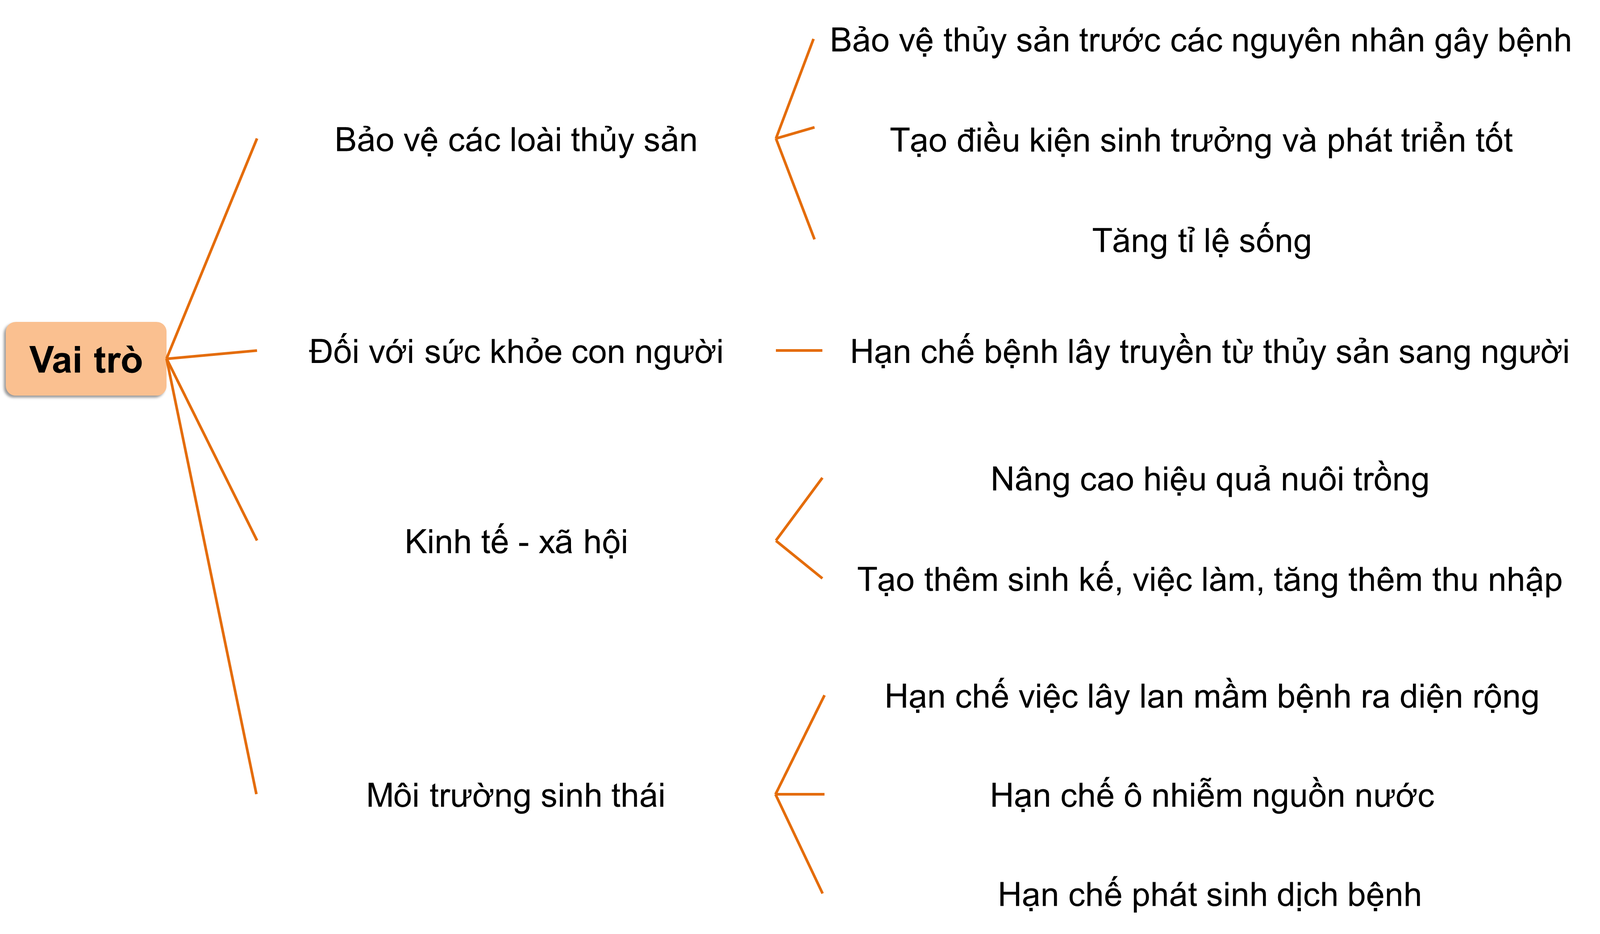 Vai trò
Bảo vệ các loài thủy sản
Bảo vệ thủy sản trước các nguyên nhân gây bệnh
Tạo điều kiện sinh trưởng và phát triển tốt
Tăng tỉ lệ sống
Đối với sức khỏe con người
Hạn chế bệnh lây truyền từ thủy sản sang người
Kinh tế - xã hội
Nâng cao hiệu quả nuôi trồng
Tạo thêm sinh kế, việc làm, tăng thêm thu nhập
Môi trường sinh thái
Hạn chế việc lây lan mầm bệnh ra diện rộng
Hạn chế ô nhiễm nguồn nước
Hạn chế phát sinh dịch bệnh